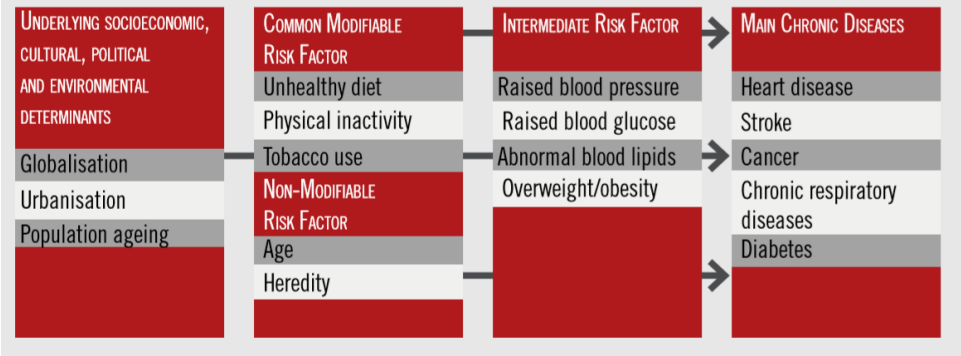 UNDERLYING SOCIOECONOMIC,
CULTURAL, POLITICAL
AND ENVIRONMENTAL
DETERMINANTS
Globalisation
Urbanisation
Population ageing
COMMON MODIFIABLE
RISK FACTOR
Unhealthy diet
Physical inactivity
Tobacco use
NON-MODIFIABLE
RISK FACTOR
Age
Heredity
INTERMEDIATE RISK FACTOR
Raised blood pressure
Raised blood glucose
Abnormal blood lipids
Overweight/obesity
MAIN CHRONIC DISEASES
Heart disease
Stroke
Cancer
Chronic respiratory
diseases
Diabetes